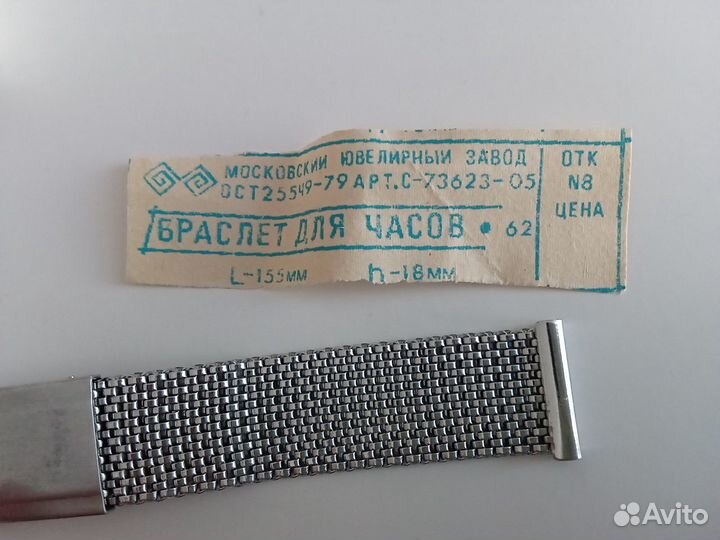 МОСКОВСКИЙ ЮВЕЛИРНЫЙ ЗАВОД
ОСТ25549-79 АРТ.С-73623-05
БРАСЛЕТ ДЛЯ ЧАСОВ • 62
L-155мм h-18мм
ОТК
N8
ЦЕНА
Avito